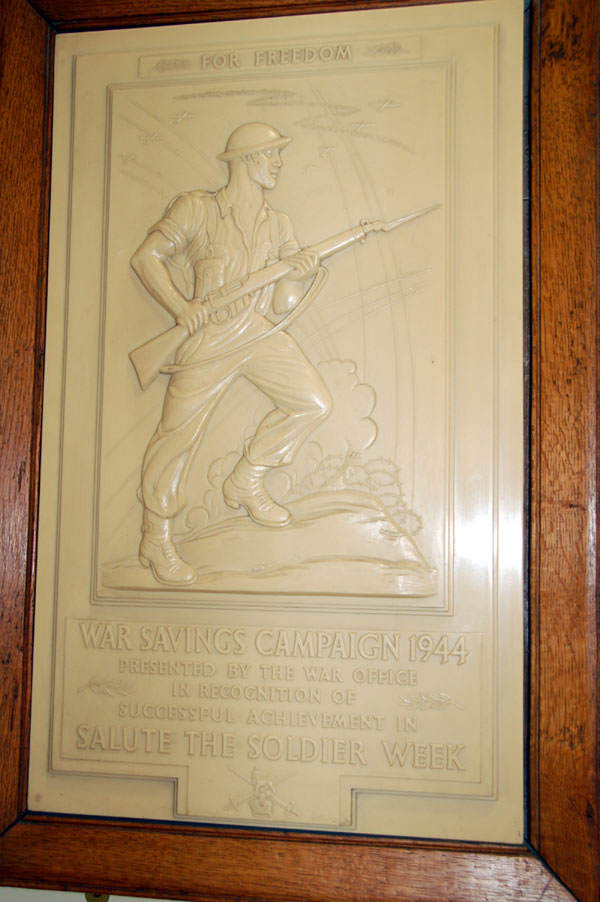 FOR FREEDOM
WAR SAVINGS CAMPAIGN 1944
PRESENTED BY THE WAR OFFICE
IN RECOGNITION OF
SUCCESSFUL ACHIEVEMENT IN
SALUTE THE SOLDIER WEEK